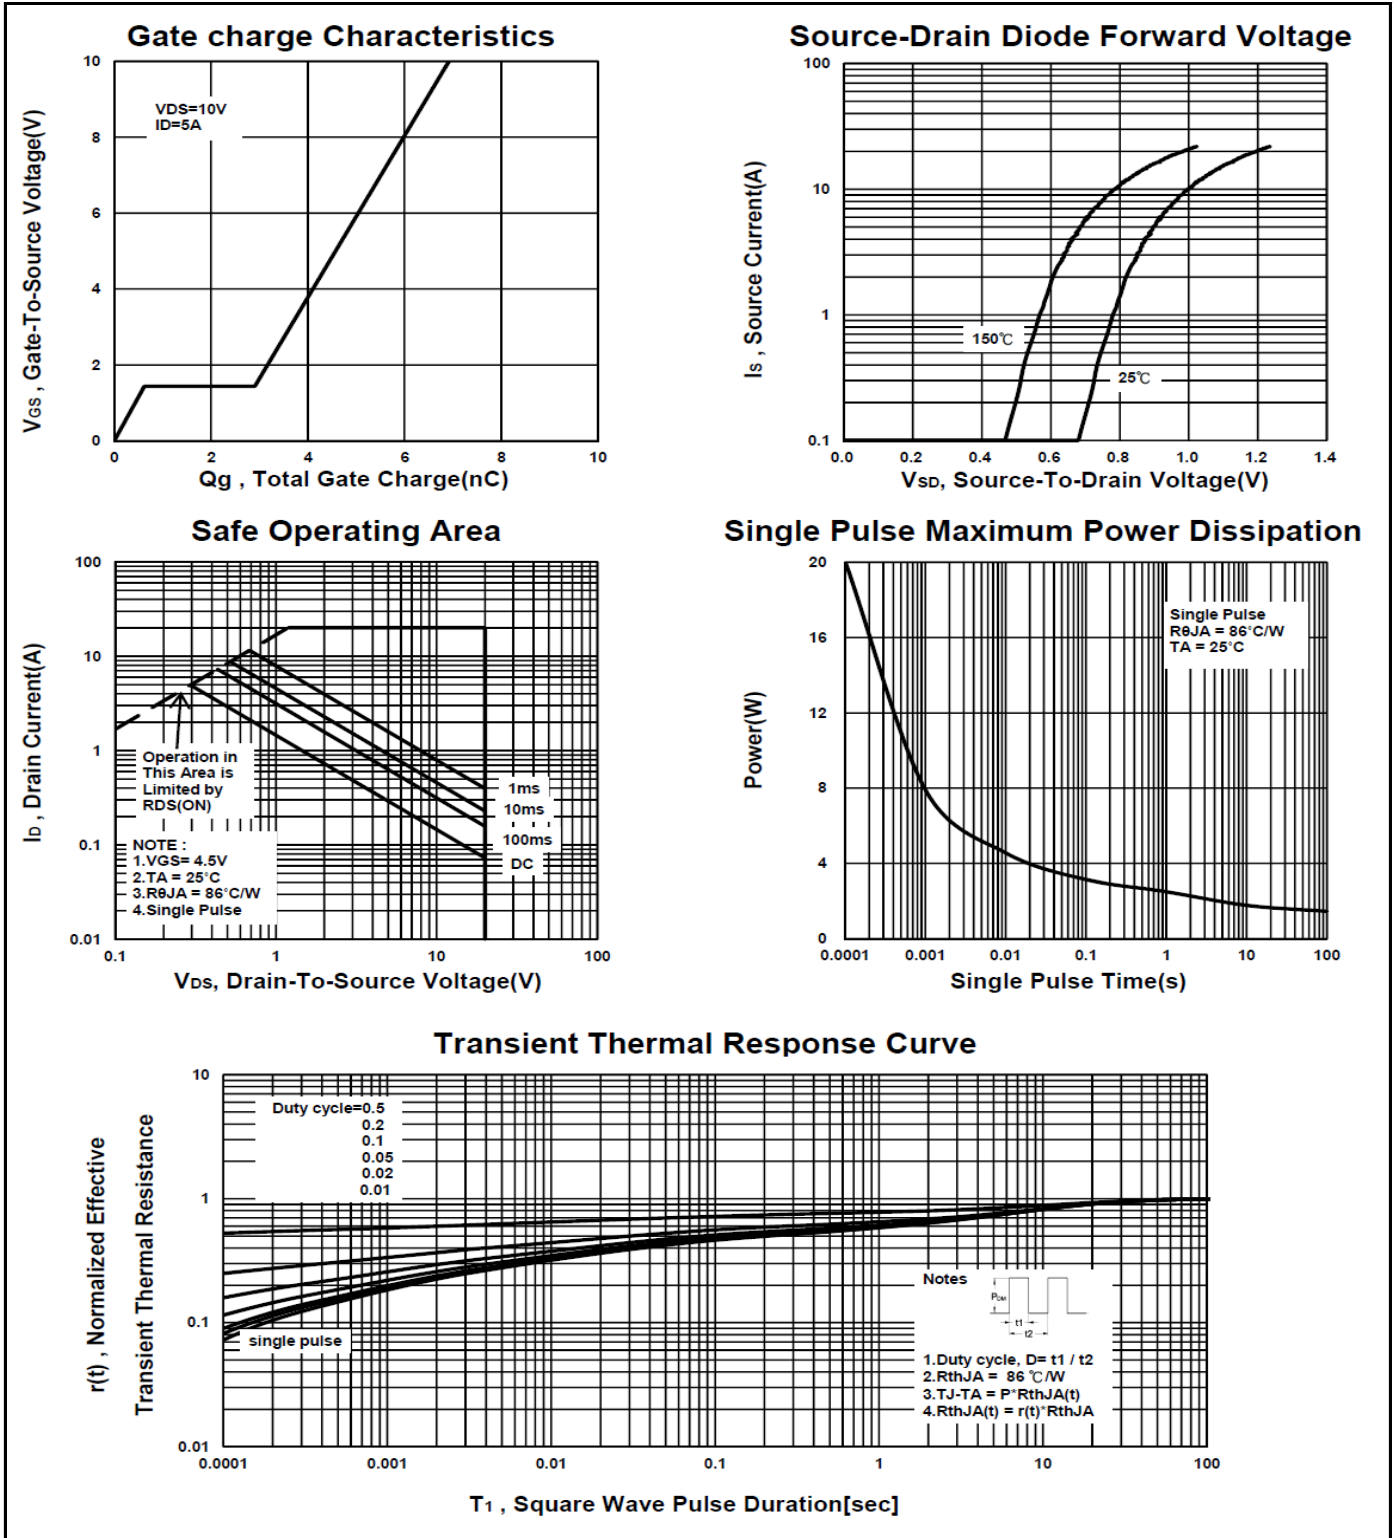 Gate charge Characteristics
VGS , Gate-To-Source Voltage(V)
10
8
6
4
2
0
VDS=10V
ID=5A
0 2 4 6 8 10
Qg , Total Gate Charge(nC)
Source-Drain Diode Forward Voltage
IS , Source Current(A)
100
10
1
0.1
150℃
25℃
0.0 0.2 0.4 0.6 0.8 1.0 1.2 1.4
VSD, Source-To-Drain Voltage(V)
Safe Operating Area
ID , Drain Current(A)
100
10
1
0.1
0.01
Operation in
This Area is
Limited by
RDS(ON)
NOTE :
1.VGS= 4.5V
2.TA = 25°C
3.RθJA = 86°C/W
4.Single Pulse
1ms
10ms
100ms
DC
0.1 1 10 100
VDS, Drain-To-Source Voltage(V)
Single Pulse Maximum Power Dissipation
Power(W)
20
16
12
8
4
0
Single Pulse
RθJA = 86°C/W
TA = 25°C
0.0001 0.001 0.01 0.1 1 10 100
Single Pulse Time(s)
Transient Thermal Response Curve
r(t) , Normalized Effective
Transient Thermal Resistance
10
1
0.1
0.01
Duty cycle=0.5
0.2
0.1
0.05
0.02
0.01
single pulse
Notes
PDM
t1
t2
1.Duty cycle, D= t1 / t2
2.RthJA = 86 ℃/W
3.TJ-TA = P*RthJA(t)
4.RthJA(t) = r(t)*RthJA
0.0001 0.001 0.01 0.1 1 10 100
T1 , Square Wave Pulse Duration[sec]